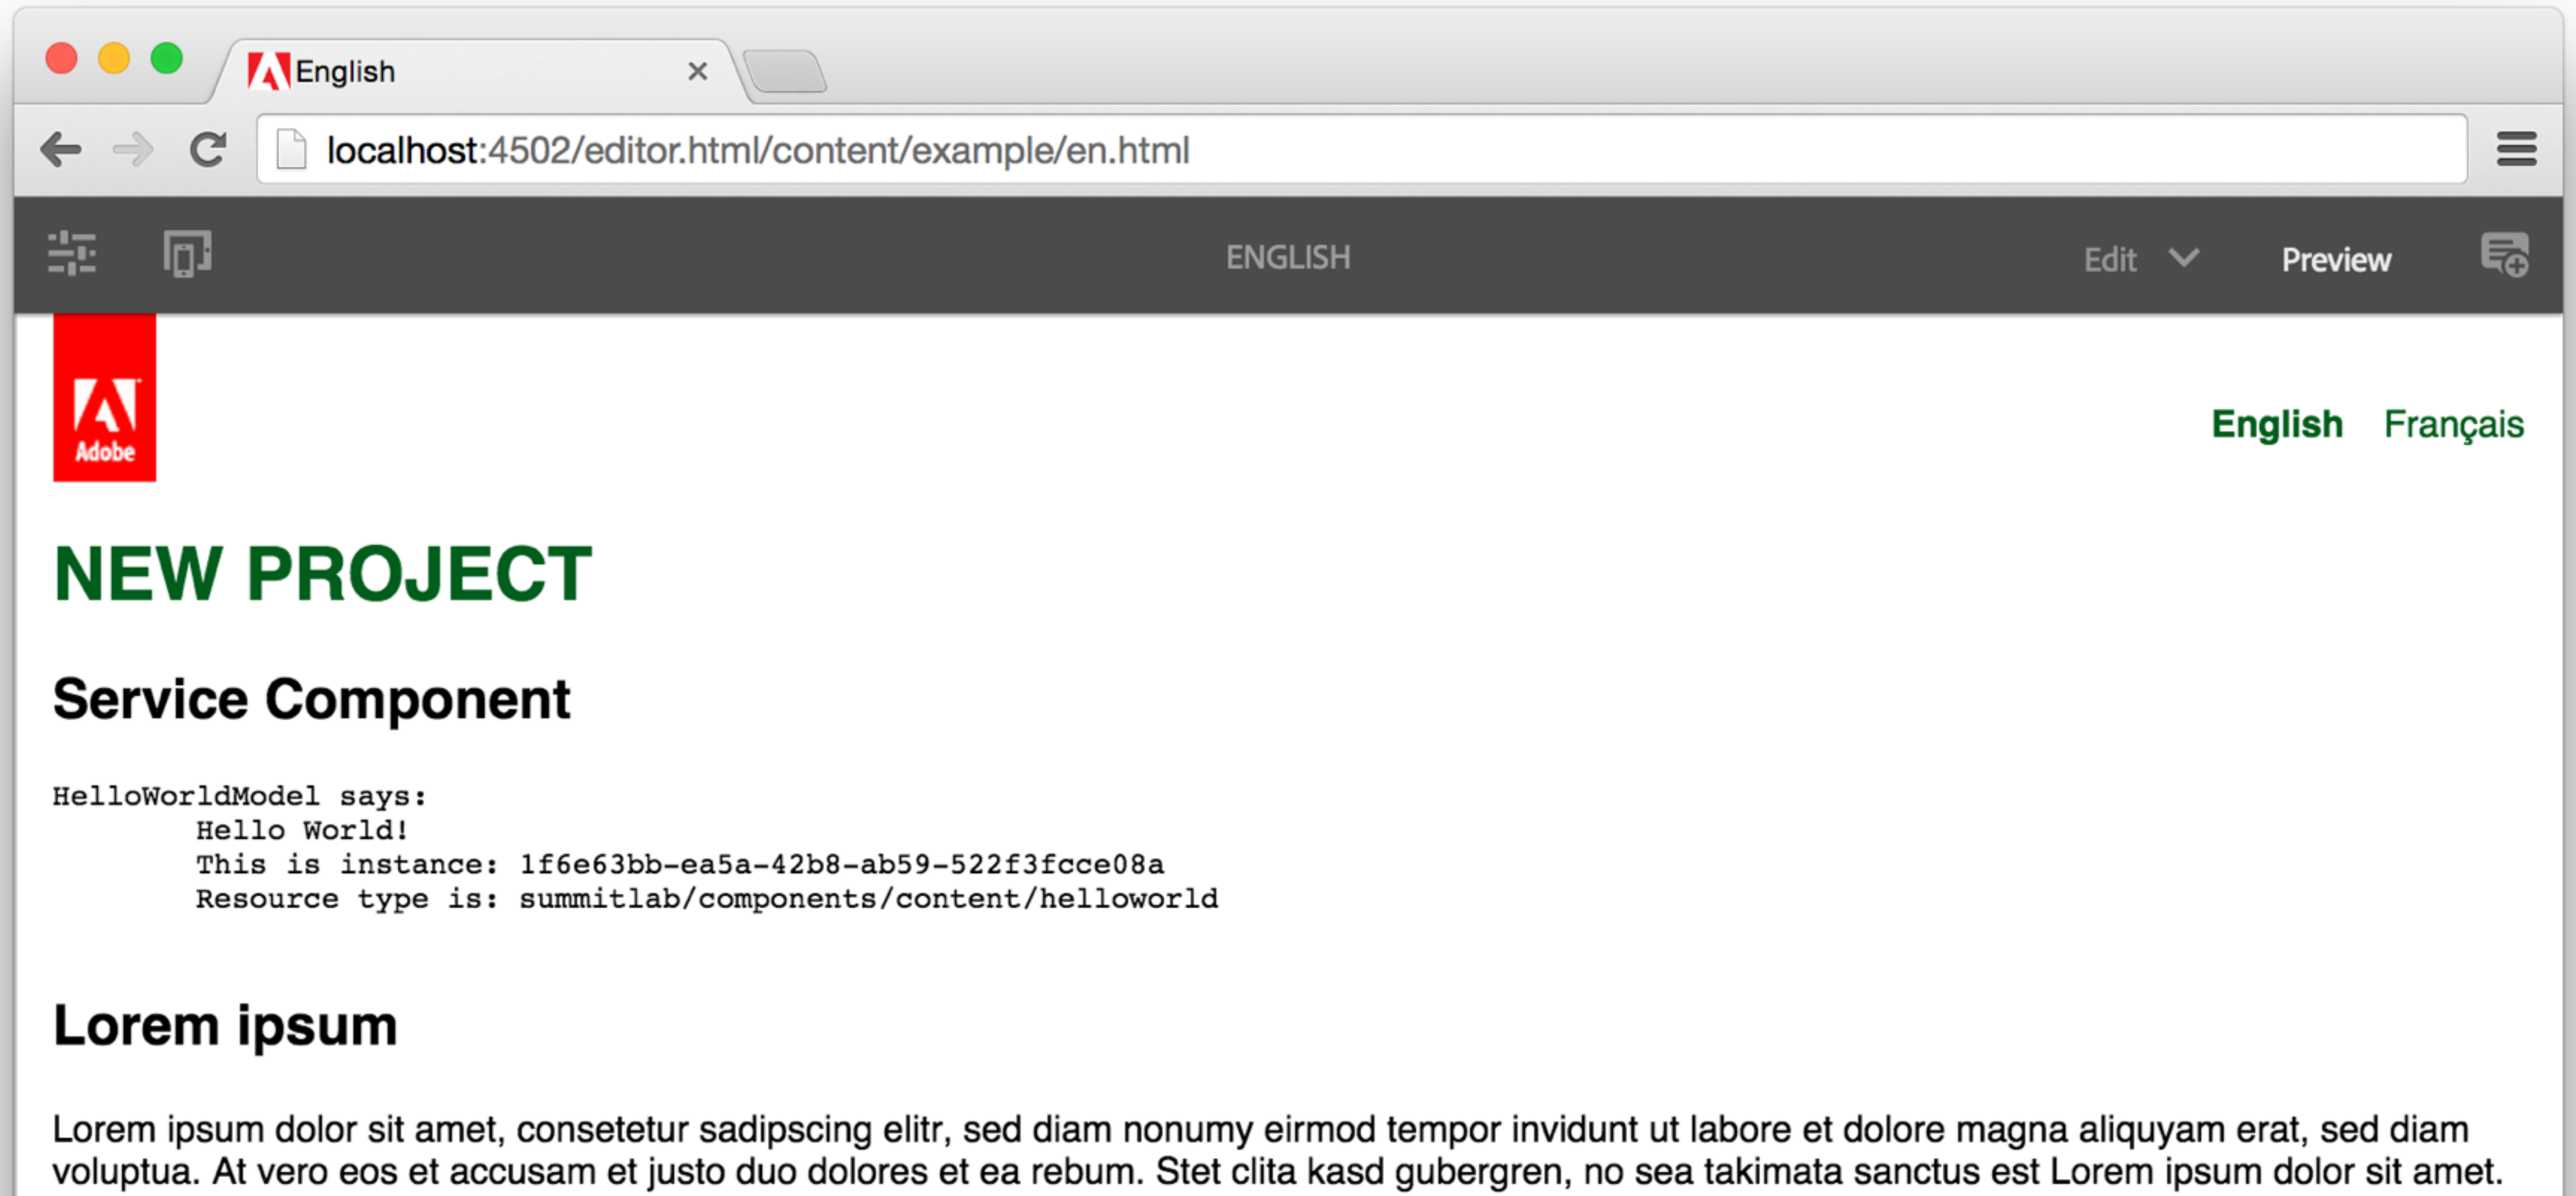 English
localhost:4502/editor.html/content/example/en.html
ENGLISH
Edit
Preview
Adobe
English Français
NEW PROJECT
Service Component
HelloWorldModel says:
Hello World!
This is instance: 1f6e63bb-ea5a-42b8-ab59-522f3fcce08a
Resource type is: summitlab/components/content/helloworld
Lorem ipsum
Lorem ipsum dolor sit amet, consetetur sadipscing elitr, sed diam nonumy eirmod tempor invidunt ut labore et dolore magna aliquyam erat, sed diam
voluptua. At vero eos et accusam et justo duo dolores et ea rebum. Stet clita kasd gubergren, no sea takimata sanctus est Lorem ipsum dolor sit amet.